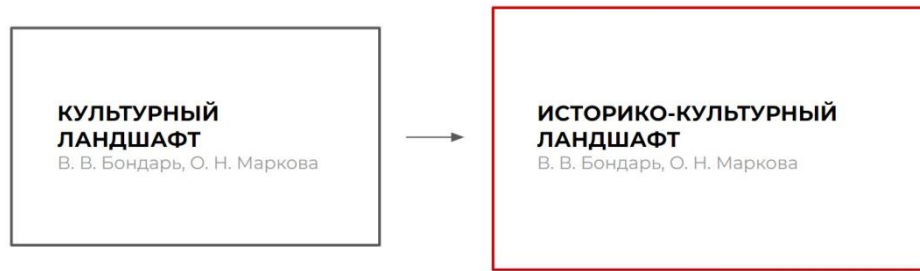 КУЛЬТУРНЫЙ
ЛАНДШАФТ
В. В. Бондарь, О. Н. Маркова
ИСТОРИКО-КУЛЬТУРНЫЙ
ЛАНДШАФТ
В. В. Бондарь, О. Н. Маркова